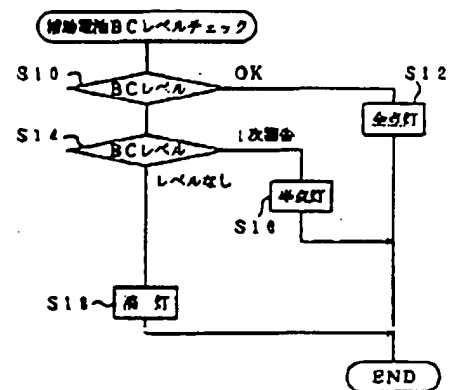 補助電池BCレベルチェック
S10
BCレベル
OK
S12
全点灯
S14
BCレベル
1次警告
レベルなし
半点灯
S16
S18
消 灯
END